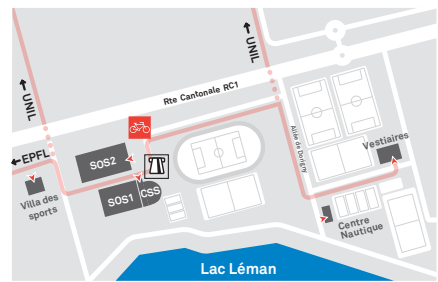 ← UNIL
← UNIL
Rte Cantonale RC1
← EPFL
SOS2
Allée de Dorigny
Vestiaires
Villa des
sports
SOS1
CSS
Centre
Nautique
Lac Léman